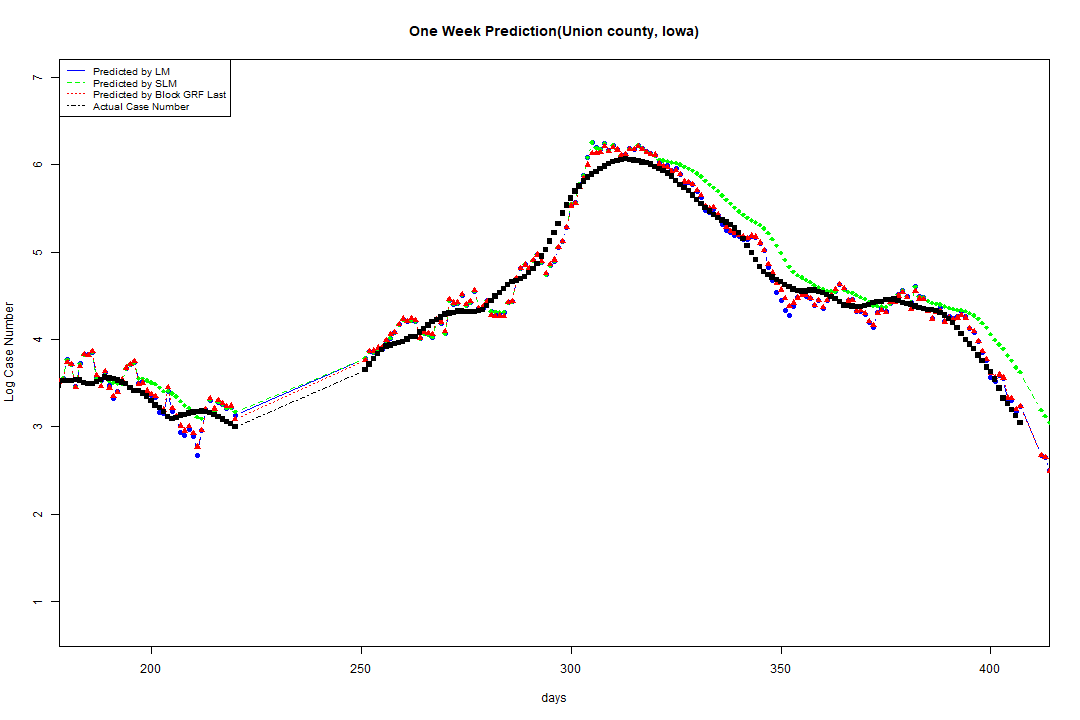 One Week Prediction(Union county, Iowa)
Predicted by LM
Predicted by SLM
Predicted by Block GRF Last
Actual Case Number
7
6
5
4
3
2
1
Log Case Number
200 250 300 350 400
days